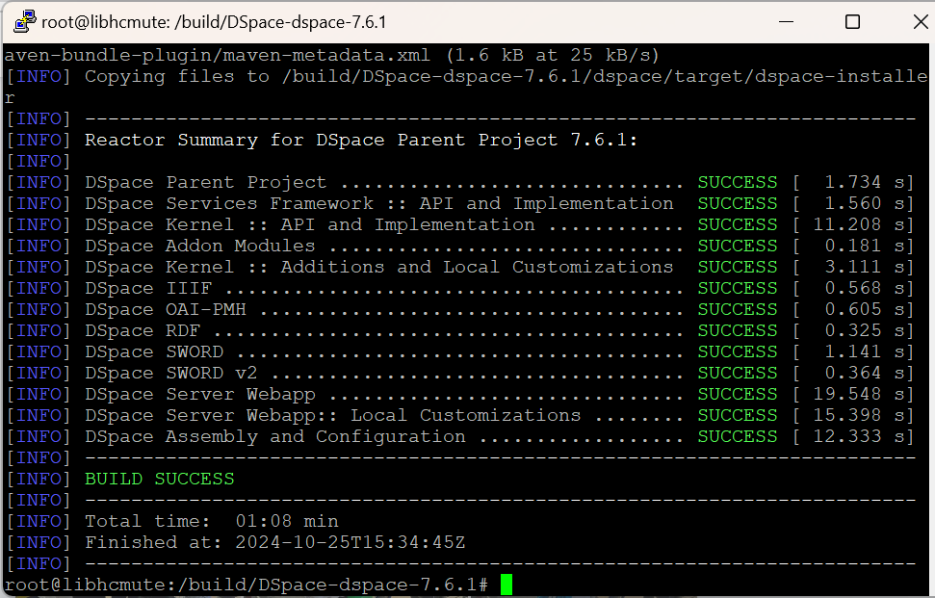 root@libhcmute: /build/DSpace-dspace-7.6.1
aven-bundle-plugin/maven-metadata.xml (1.6 kB at 25 kB/s)
[INFO] Copying files to /build/DSpace-dspace-7.6.1/dspace/target/dspace-installe
r
[INFO] ------------------------------------------------------------------------
[INFO] Reactor Summary for DSpace Parent Project 7.6.1:
[INFO]
[INFO] DSpace Parent Project .............................. SUCCESS [  1.734 s]
[INFO] DSpace Services Framework :: API and Implementation  SUCCESS [  1.560 s]
[INFO] DSpace Kernel :: API and Implementation ............ SUCCESS [ 11.208 s]
[INFO] DSpace Addon Modules ............................... SUCCESS [  0.181 s]
[INFO] DSpace Kernel :: Additions and Local Customizations  SUCCESS [  3.111 s]
[INFO] DSpace IIIF ........................................ SUCCESS [  0.568 s]
[INFO] DSpace OAI-PMH ..................................... SUCCESS [  0.605 s]
[INFO] DSpace RDF ......................................... SUCCESS [  0.325 s]
[INFO] DSpace SWORD ....................................... SUCCESS [  1.141 s]
[INFO] DSpace SWORD v2 .................................... SUCCESS [  0.364 s]
[INFO] DSpace Server Webapp ............................... SUCCESS [ 19.548 s]
[INFO] DSpace Server Webapp:: Local Customizations ........ SUCCESS [ 15.398 s]
[INFO] DSpace Assembly and Configuration .................. SUCCESS [ 12.333 s]
[INFO] ------------------------------------------------------------------------
[INFO] BUILD SUCCESS
[INFO] ------------------------------------------------------------------------
[INFO] Total time:  01:08 min
[INFO] Finished at: 2024-10-25T15:34:45Z
[INFO] ------------------------------------------------------------------------
root@libhcmute:/build/DSpace-dspace-7.6.1#